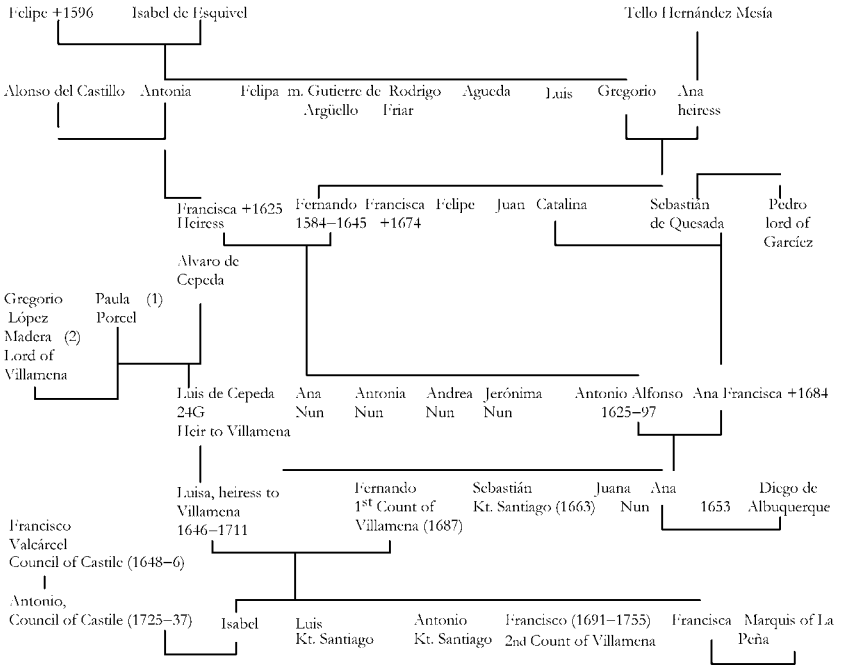 Felipe +1596 Isabel de Esquivel Tello Hernández Mesía
Alonso del Castillo Antonia Felipa m. Gutierre de Rodrigo Agueda Luis Gregorio Ana
Argüello Friar heiress
Francisca +1625 Fernando Francisca Felipe Juan Catalina Sebastián Pedro
Heiress 1584–1645 +1674 de Quesada lord of
Garcíez
Alvaro de
Cepeda
Gregorio Paula (1)
López Porcel
Madera (2)
Lord of
Villamena
Luis de Cepeda Ana Antonia Andrea Jerónima Antonio Alfonso Ana Francisca +1684
24G Nun Nun Nun Nun 1625–97
Heir to Villamena
Luisa, heiress to Fernando Sebastián Juana Ana Diego de
Villamena 1st Count of Kt. Santiago (1663) Nun 1653 Albuquerque
1646–1711 Villamena (1687)
Francisco
Valcárcel
Council of Castile (1648–6)
Antonio,
Council of Castile (1725–37) Isabel Luis Antonio Francisco (1691–1755) Francisca Marquis of La
Kt. Santiago Kt. Santiago 2nd Count of Villamena Peña